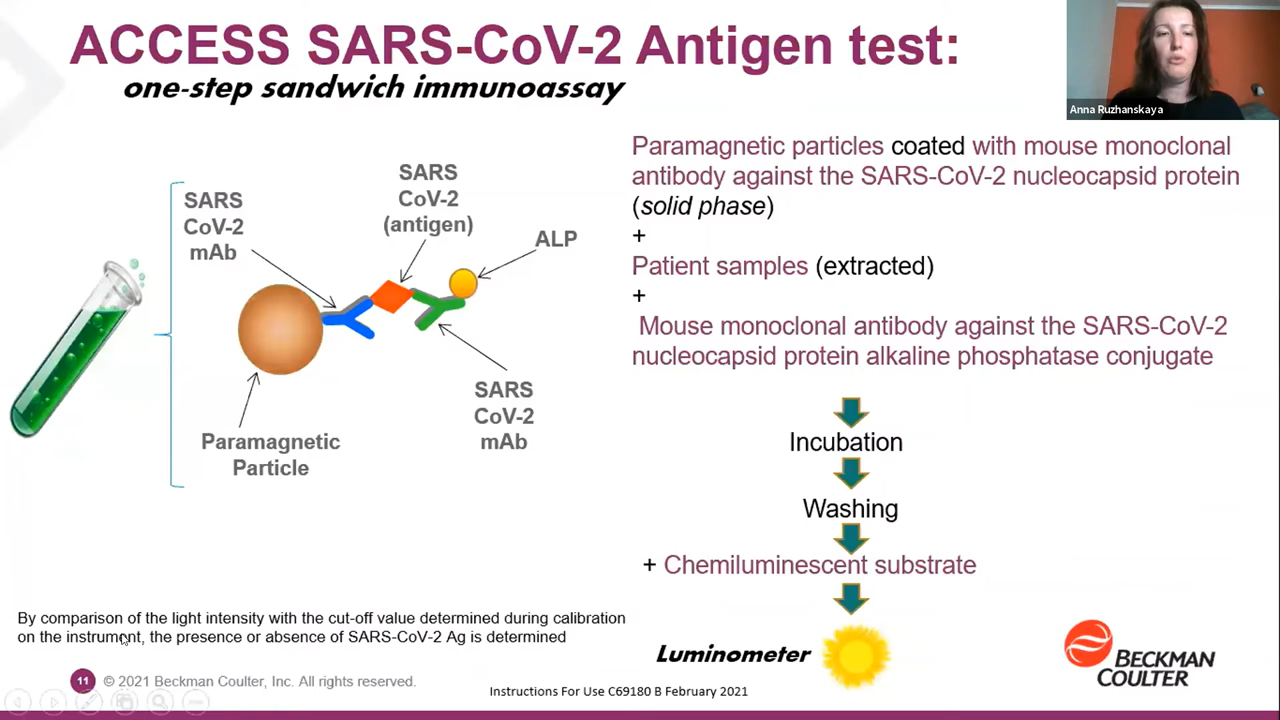 ACCESS SARS-CoV-2 Antigen test:
one-step sandwich immunoassay
Anna Ruzhanskaya
SARS
CoV-2
mAb
SARS
CoV-2
(antigen)
ALP
SARS
CoV-2
mAb
Paramagnetic
Particle
Paramagnetic particles coated with mouse monoclonal
antibody against the SARS-CoV-2 nucleocapsid protein
(solid phase)
+
Patient samples (extracted)
+
Mouse monoclonal antibody against the SARS-CoV-2
nucleocapsid protein alkaline phosphatase conjugate
Incubation
Washing
+ Chemiluminescent substrate
Luminometer
By comparison of the light intensity with the cut-off value determined during calibration
on the instrument, the presence or absence of SARS-CoV-2 Ag is determined
11 © 2021 Beckman Coulter, Inc. All rights reserved.
Instructions For Use C69180 B February 2021
BECKMAN
COULTER